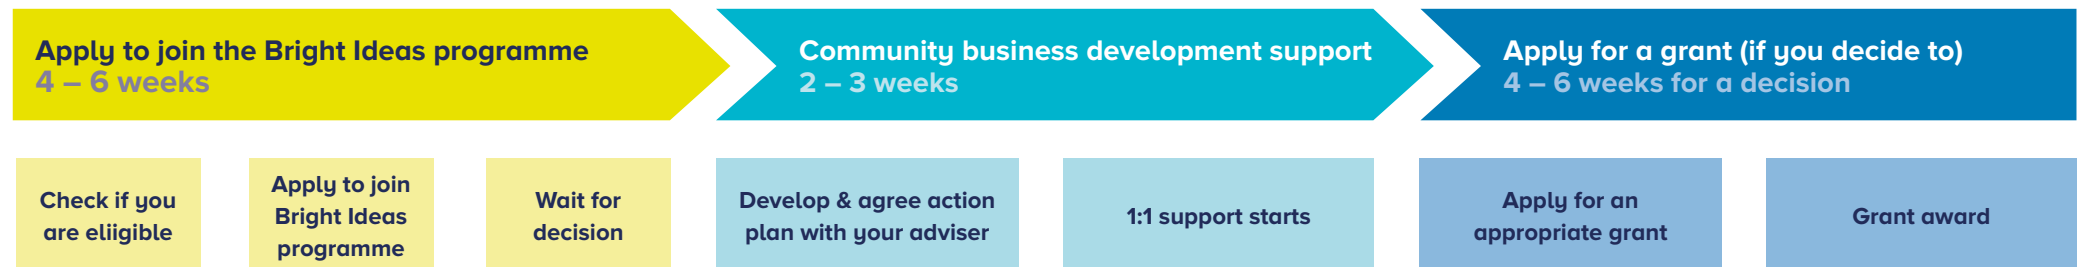 Apply to join the Bright Ideas programme
4 – 6 weeks
Community business development support
2 – 3 weeks
Apply for a grant (if you decide to)
4 – 6 weeks for a decision
Check if you
are eliigible
Apply to join
Bright Ideas
programme
Wait for
decision
Develop & agree action
plan with your adviser
1:1 support starts
Apply for an
appropriate grant
Grant award